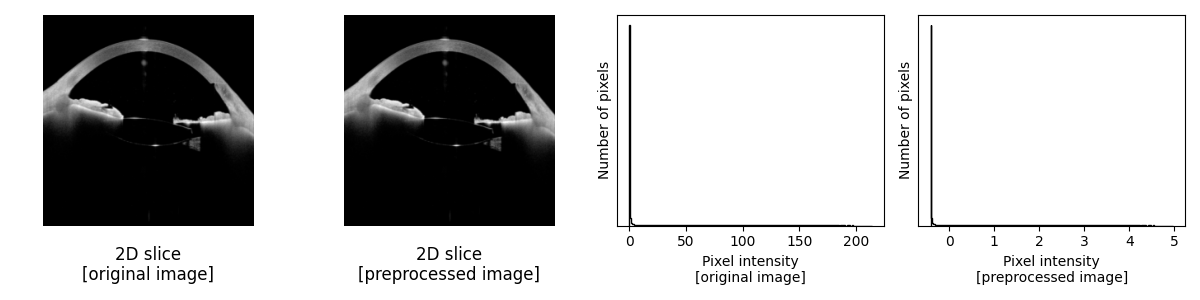 2D slice
[original image]
2D slice
[preprocessed image]
Number of pixels
0 50 100 150 200
Pixel intensity
[original image]
Number of pixels
0 1 2 3 4 5
Pixel intensity
[preprocessed image]